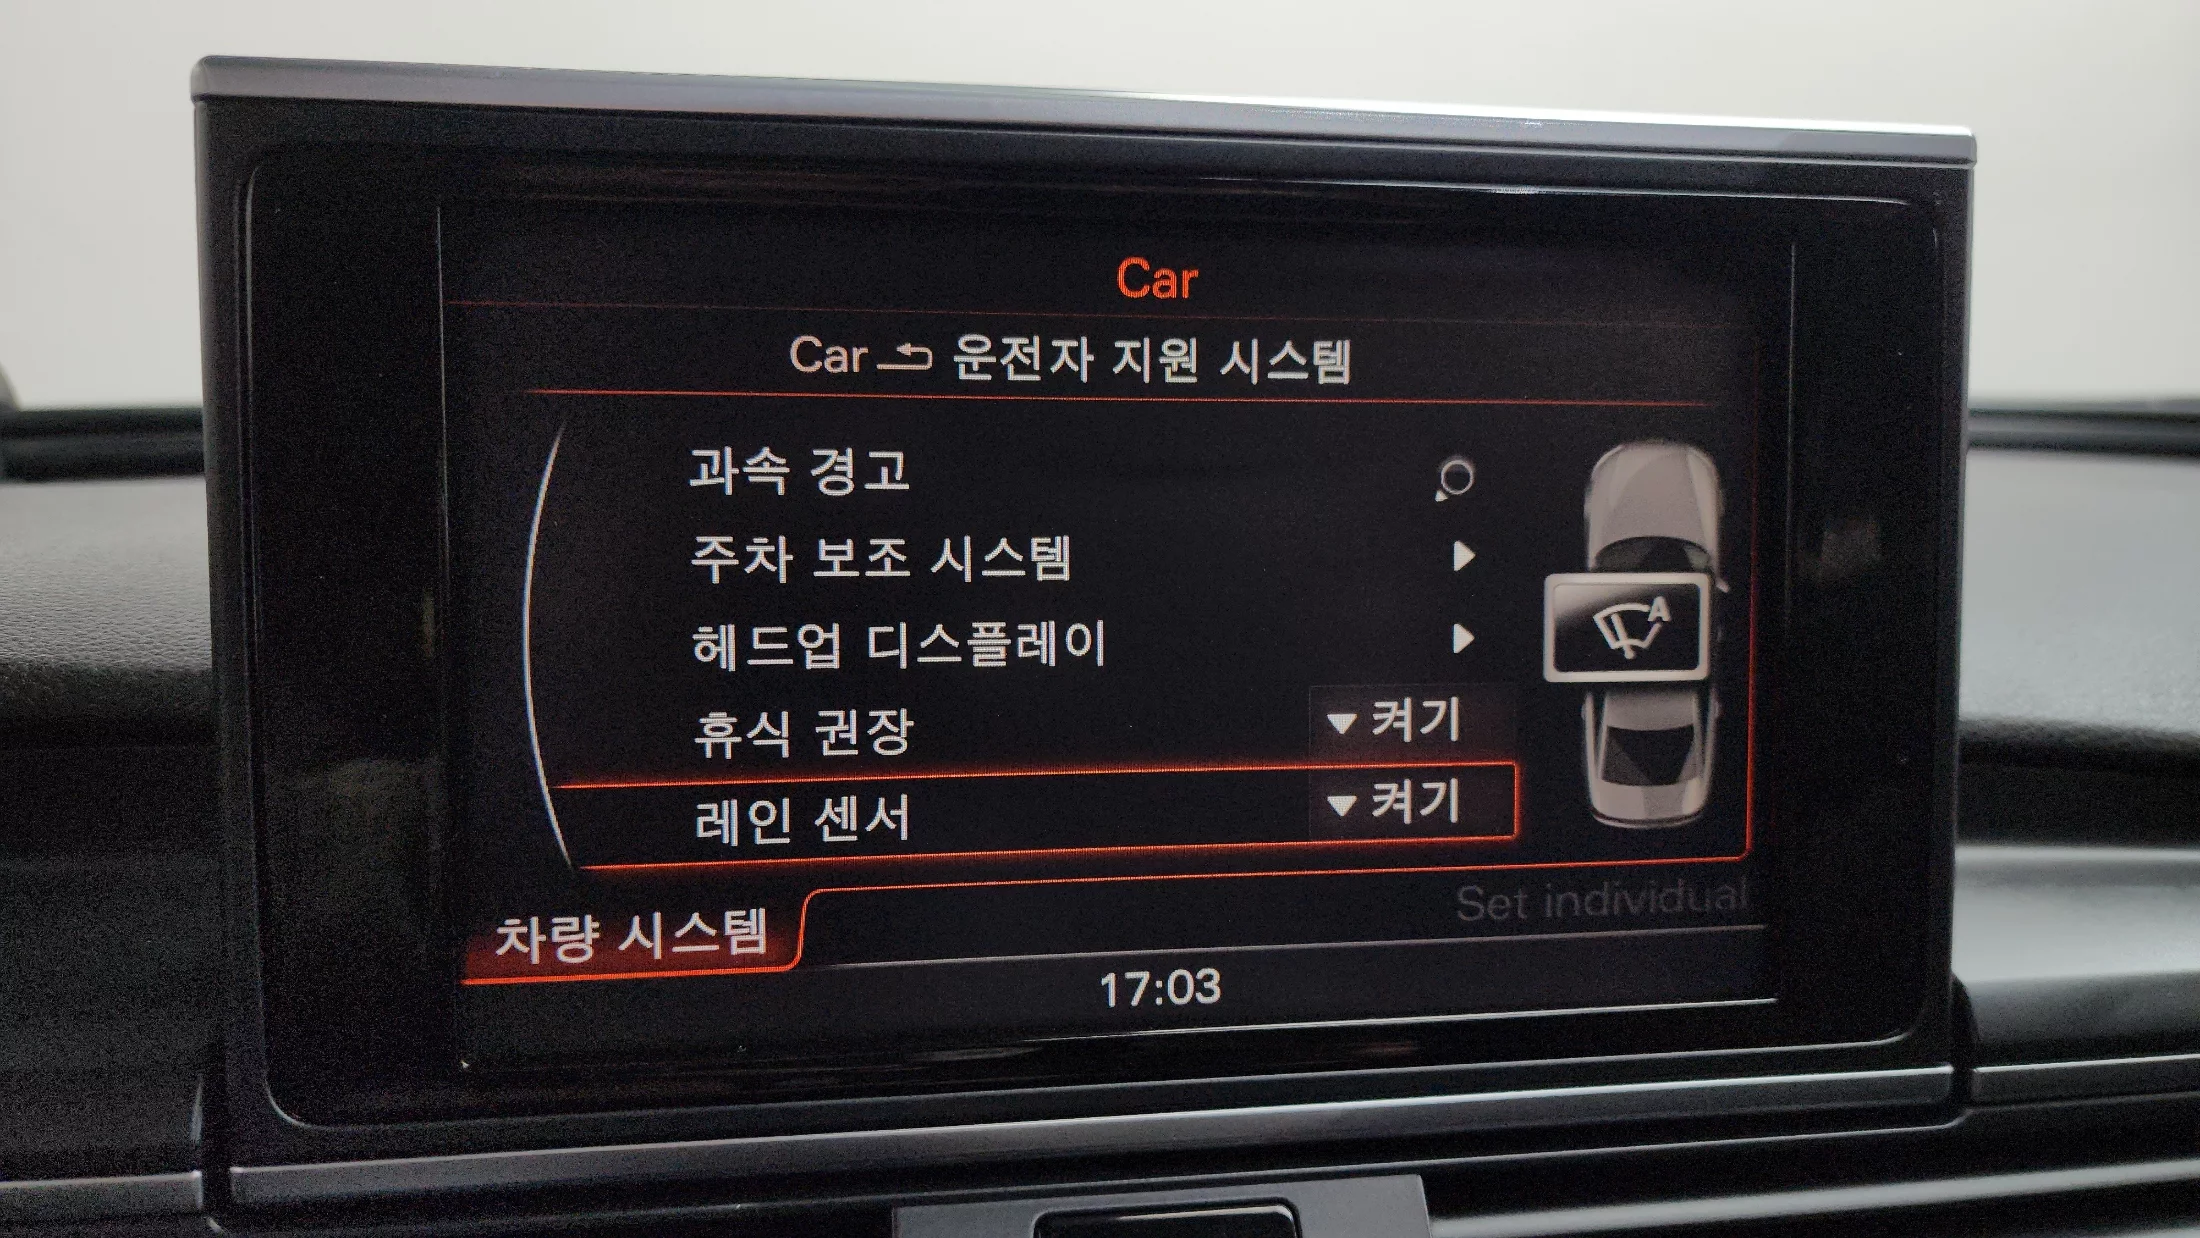 Car
Car 운전자 지원 시스템
과속 경고
주차 보조 시스템
헤드업 디스플레이
휴식 권장 ▼ 켜기
레인 센서 ▼ 켜기
A
Set individual
차량 시스템
17:03